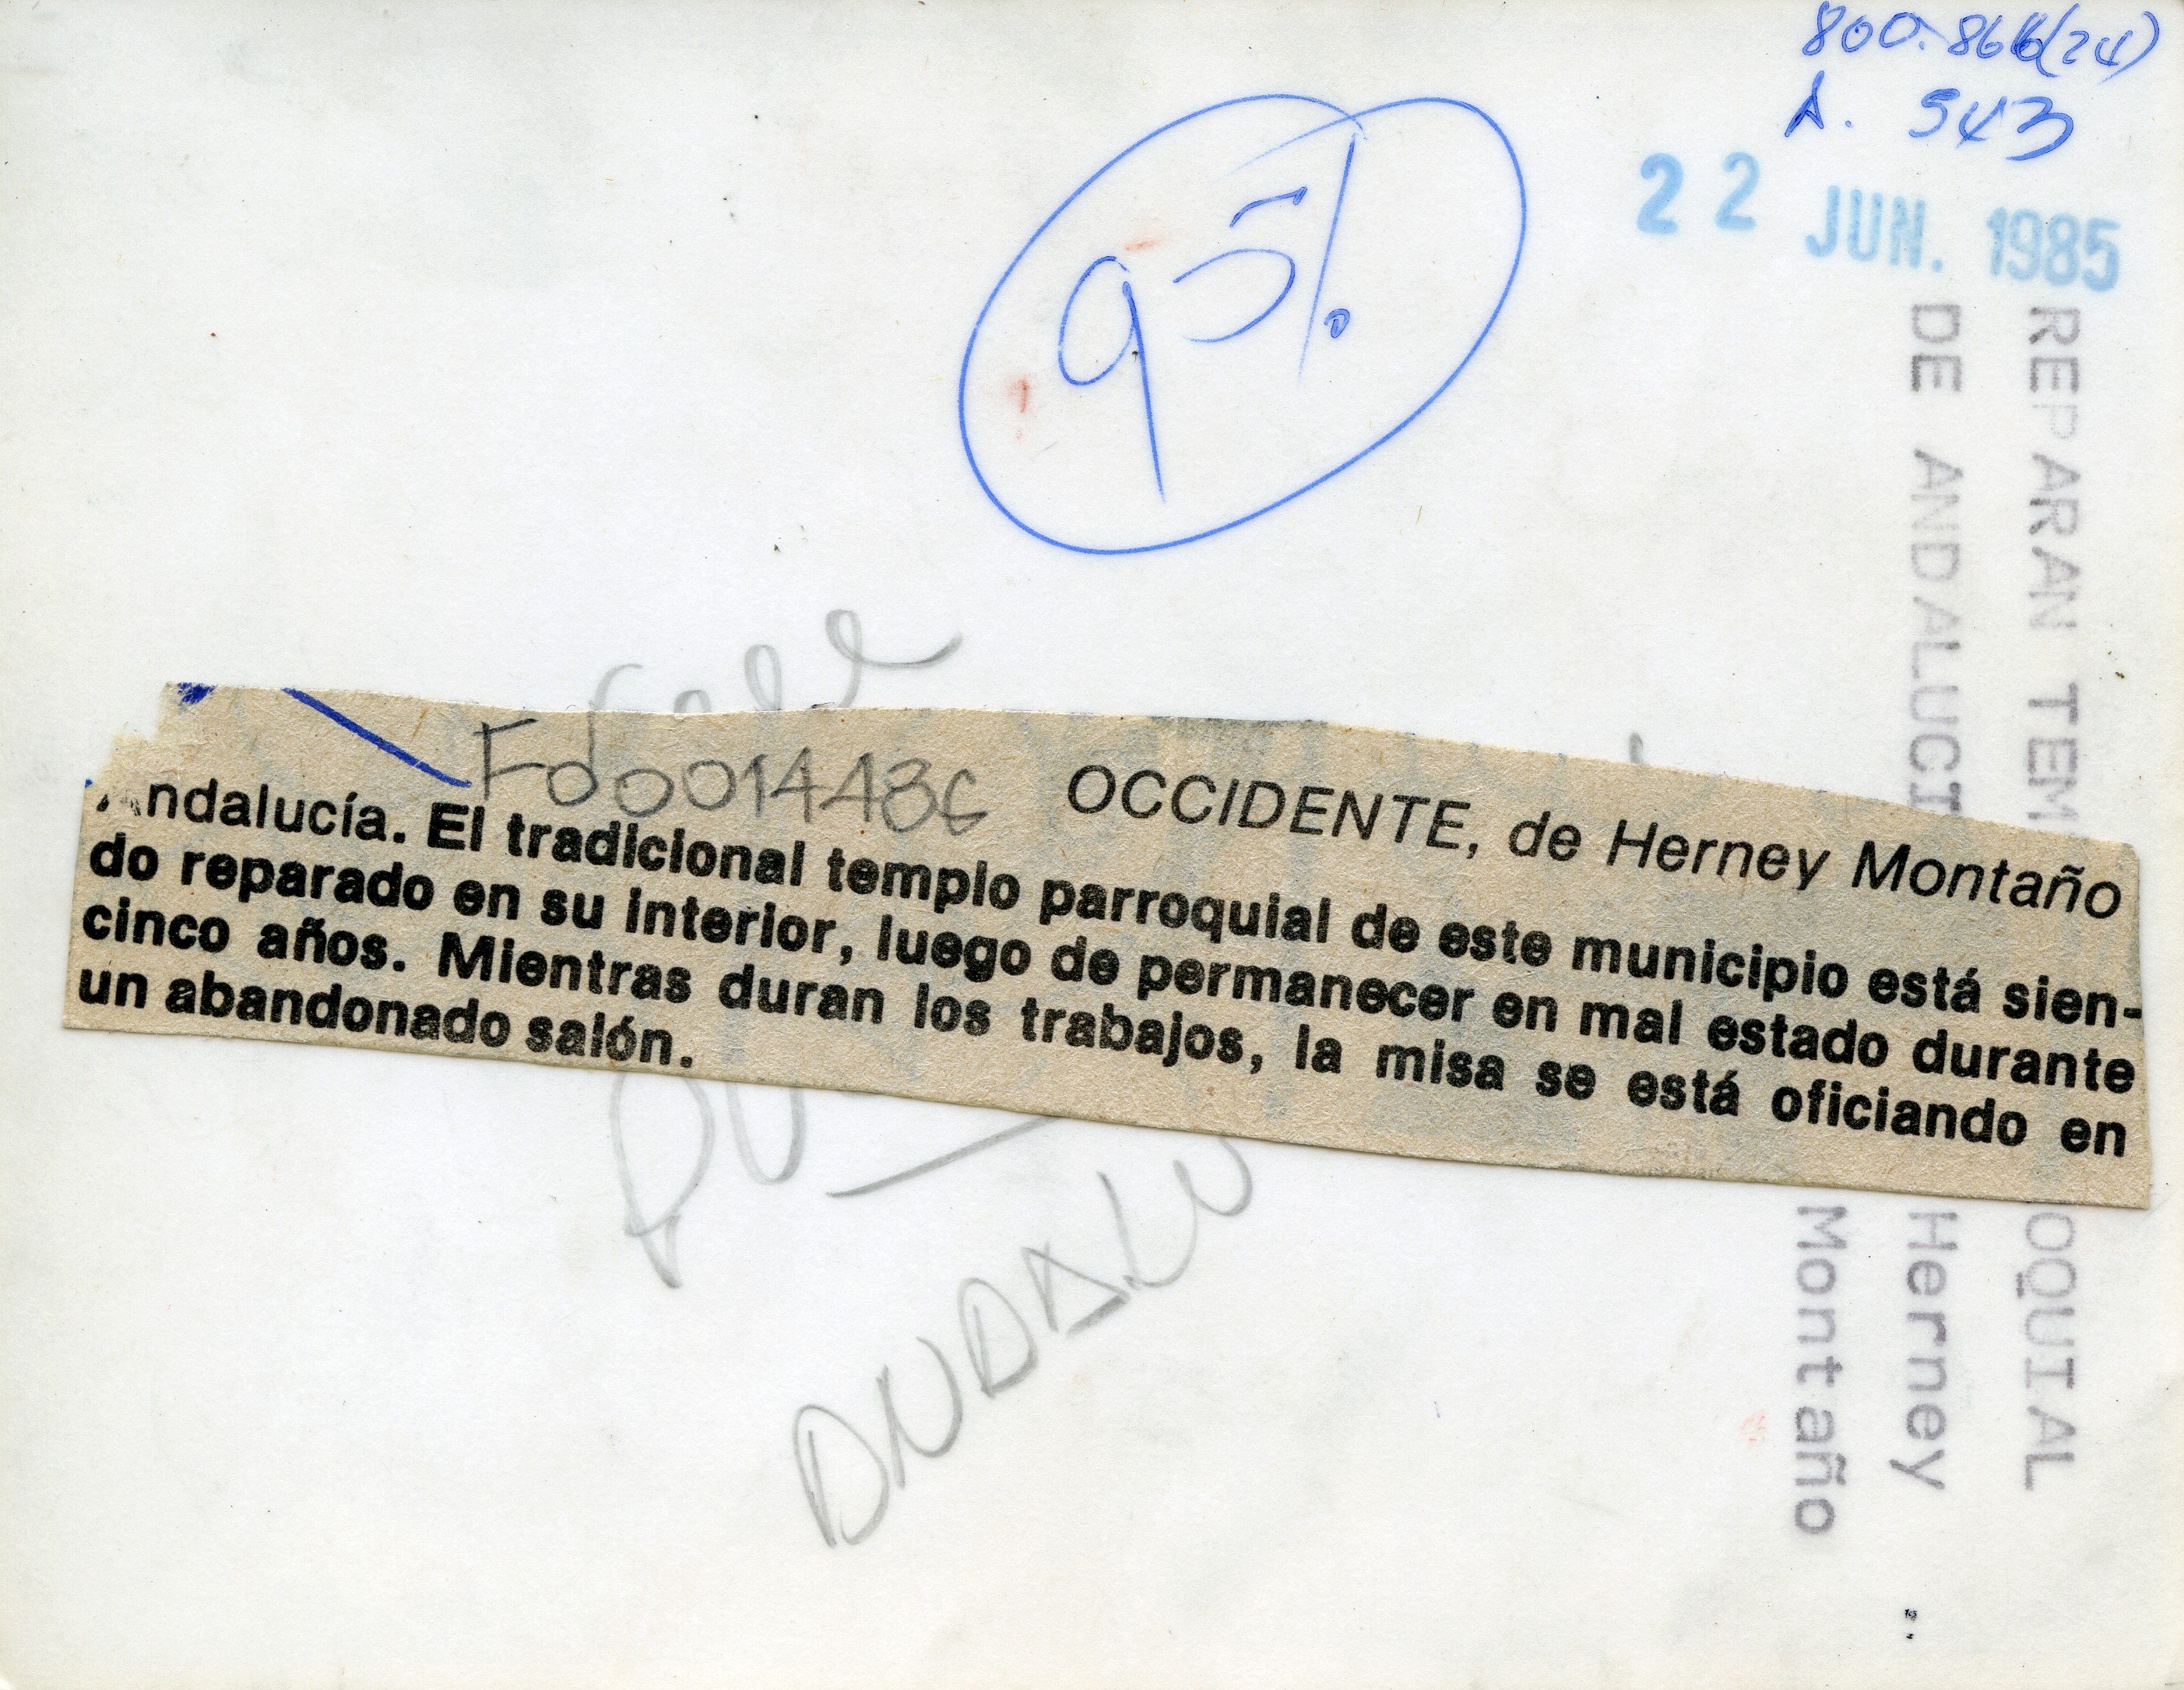 800.866(24)
A. 543
22 JUN. 1985
95%
Fd0014486
OCCIDENTE, de Herney Montaño
Andalucía. El tradicional templo parroquial de este municipio está sien-
do reparado en su interior, luego de permanecer en mal estado durante
cinco años. Mientras duran los trabajos, la misa se está oficiando en
un abandonado salón.
REPARAN TEM OQUIAL
DE ANDALUCI Herney
Montaño